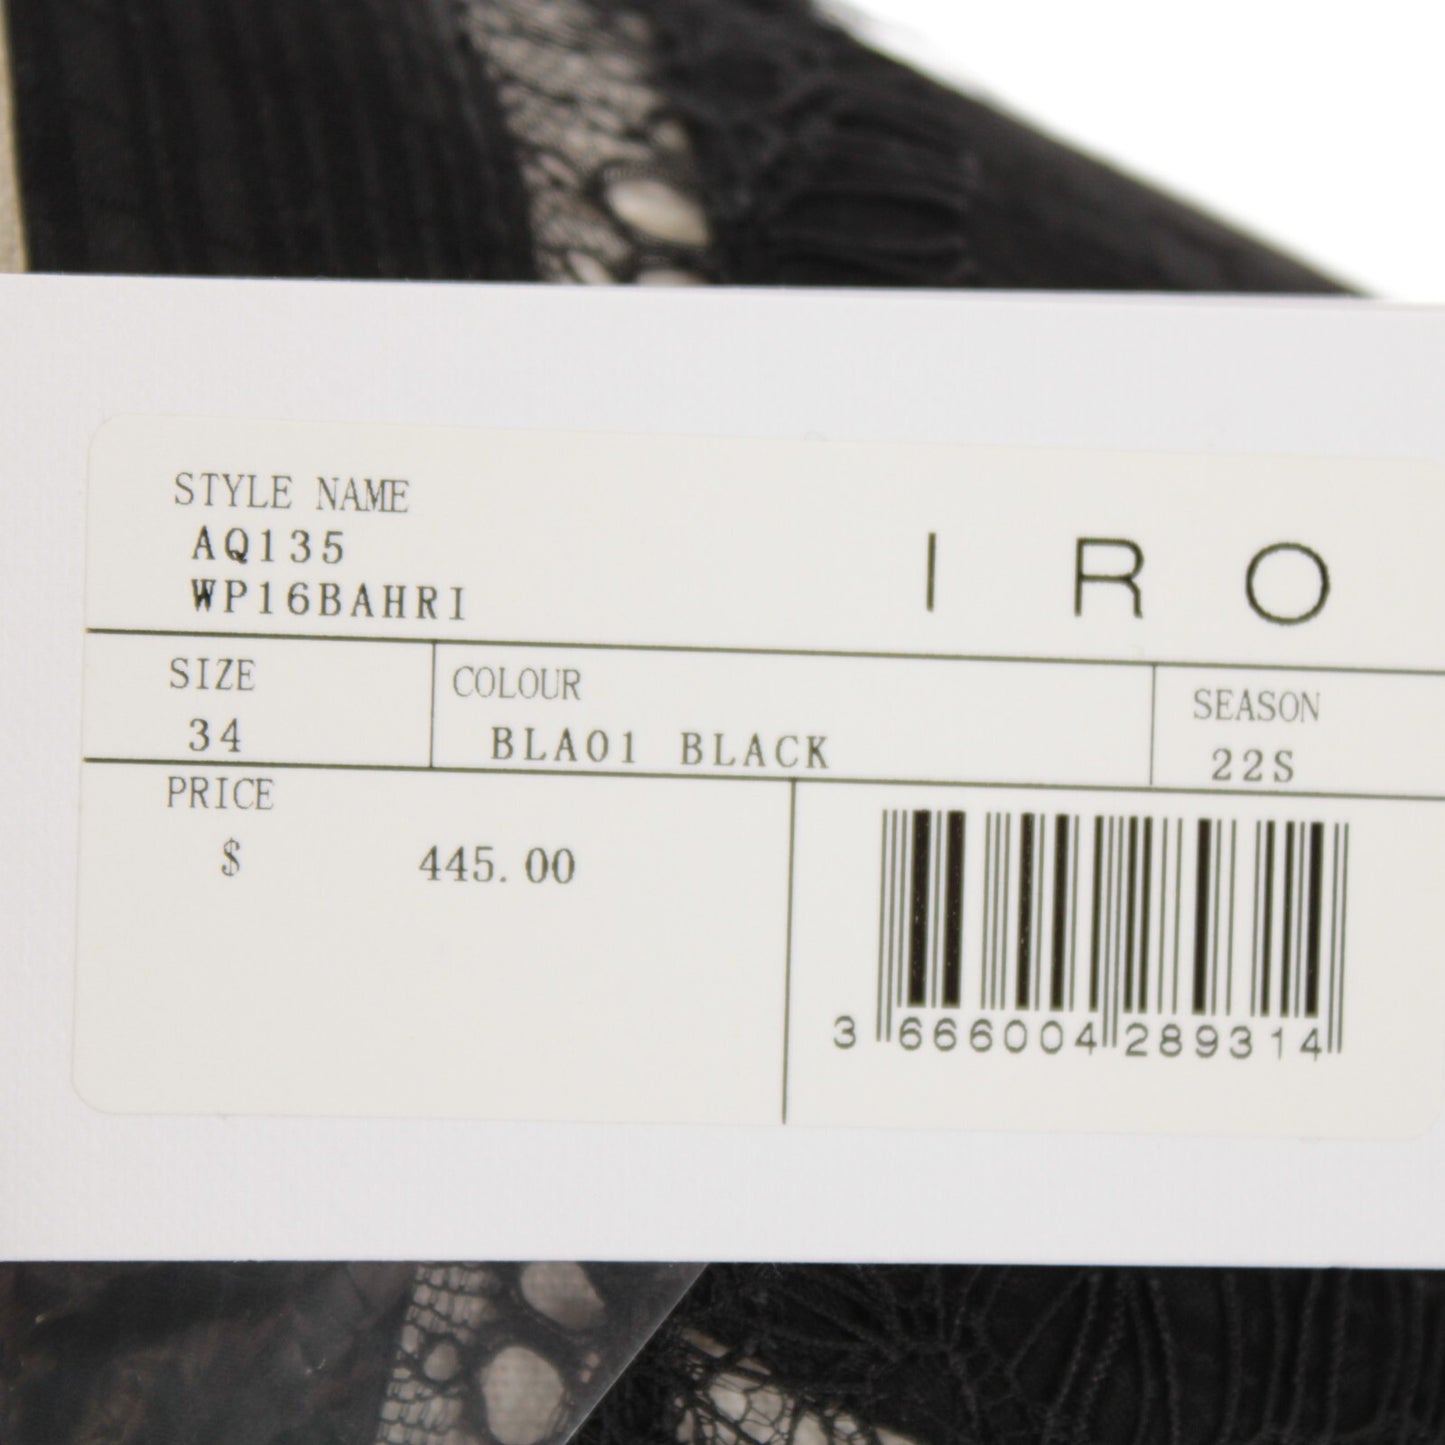 STYLE NAME
AQ135
WP16BAHRI
IRO
SIZE
34
COLOUR
BLA01 BLACK
SEASON
22S
PRICE
$ 445.00
3 666004 289314